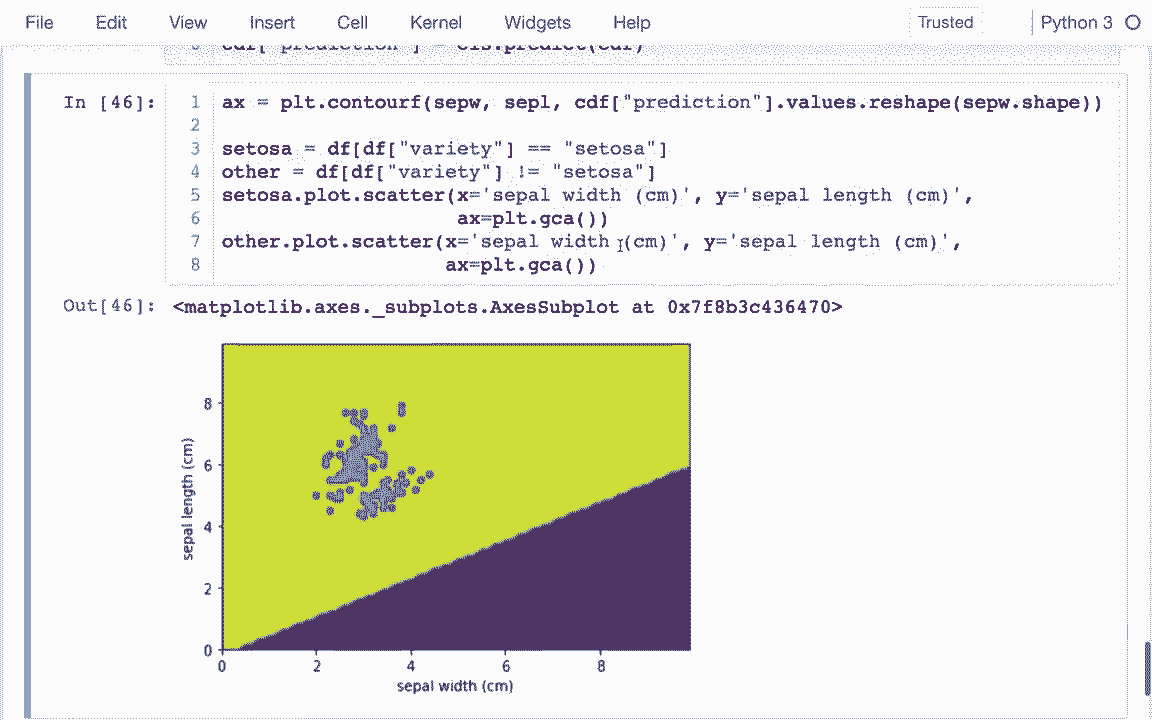 File Edit View Insert Cell Kernel Widgets Help Trusted Python 3
In [46]:
1 ax = plt.contourf(sepw, sepl, cdf["prediction"].values.reshape(sepw.shape))
2
3 setosa = df[df["variety"] == "setosa"]
4 other = df[df["variety"] != "setosa"]
5 setosa.plot.scatter(x='sepal width (cm)', y='sepal length (cm)',
6 ax=plt.gca())
7 other.plot.scatter(x='sepal width (cm)', y='sepal length (cm)',
8 ax=plt.gca())
Out[46]: <matplotlib.axes._subplots.AxesSubplot at 0x7f8b3c436470>
8
6
4
2
0
sepal length (cm)
0 2 4 6 8
sepal width (cm)